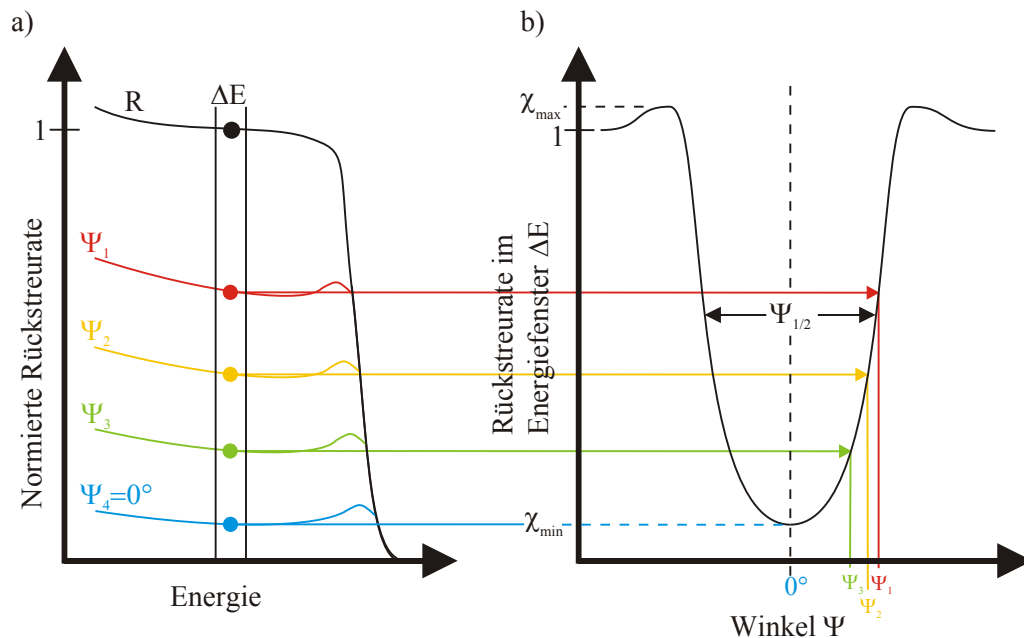 a)
R
ΔE
1
Ψ1
Ψ2
Ψ3
Ψ4=0°
Normierte Rückstreurate
Energie
b)
χmax
1
Rückstreurate im
Energiefenster ΔE
Ψ1/2
χmin
0°
Ψ3
Ψ2
Ψ1
Winkel Ψ